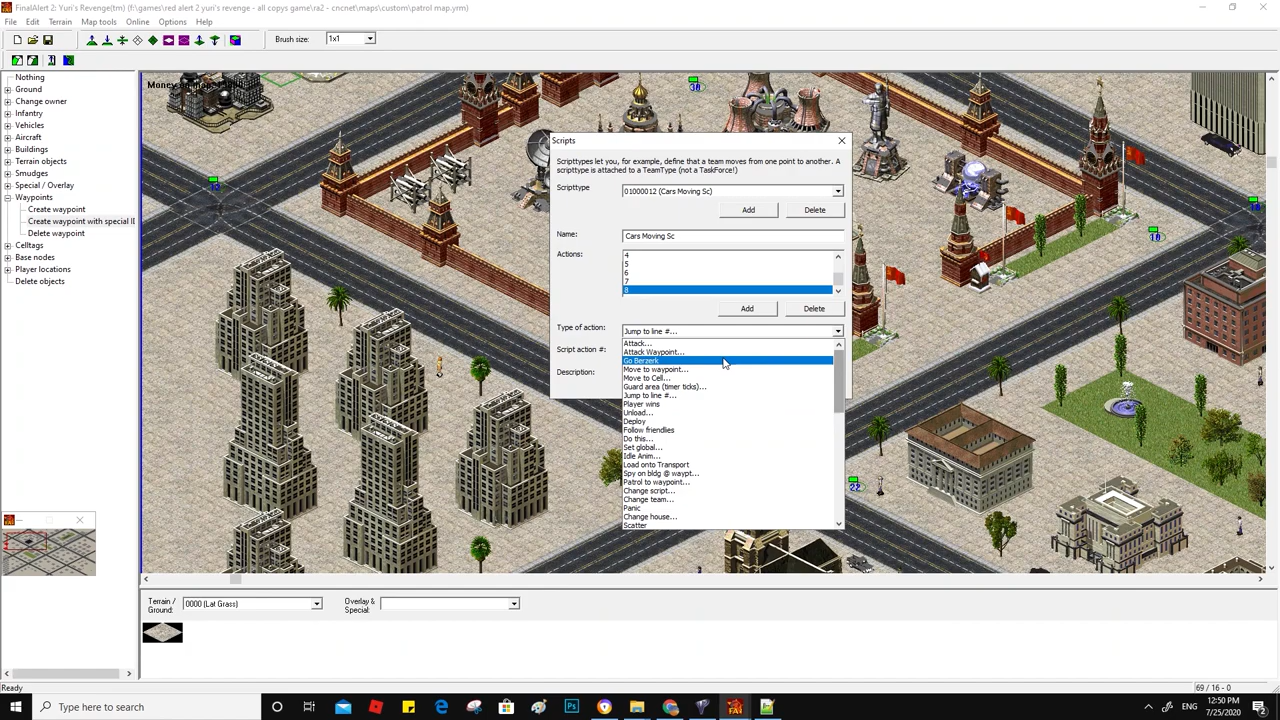 FinalAlert 2: Yuri's Revenge(tm) (f:\games\red alert 2 yuri's revenge - all copys game\ra2 - cncnet\maps\custom\patrol map.yrm)
File Edit Terrain Map tools Online Options Help
Brush size: 1x1
Nothing
Ground
Change owner
Infantry
Vehicles
Aircraft
Buildings
Terrain objects
Smudges
Special / Overlay
Waypoints
Create waypoint
Create waypoint with special I
Delete waypoint
Celltags
Base nodes
Player locations
Delete objects
Scripts
Scripttypes let you, for example, define that a team moves from one point to another. A
scripttype is attached to a TeamType (not a TaskForce!)
Scripttype 01000012 (Cars Moving Sc)
Add Delete
Name: Cars Moving Sc
Actions: 4
5
6
7
8
Add Delete
Type of action: Jump to line #...
Script action #:
Description:
Attack...
Attack Waypoint...
Go Berzerk
Move to waypoint...
Move to Cell...
Guard area (timer ticks)...
Jump to line #...
Player wins
Unload...
Deploy
Follow friendlies
Do this...
Set global...
Idle Anim...
Load onto Transport
Spy on bldg @ waypt...
Patrol to waypoint...
Change script...
Change team...
Panic
Change house...
Scatter
22
Terrain /
Ground: 0000 (Lat Grass)
Overlay &
Special:
Ready
69 / 16 - 0
Type here to search
ENG
12:50 PM
7/25/2020